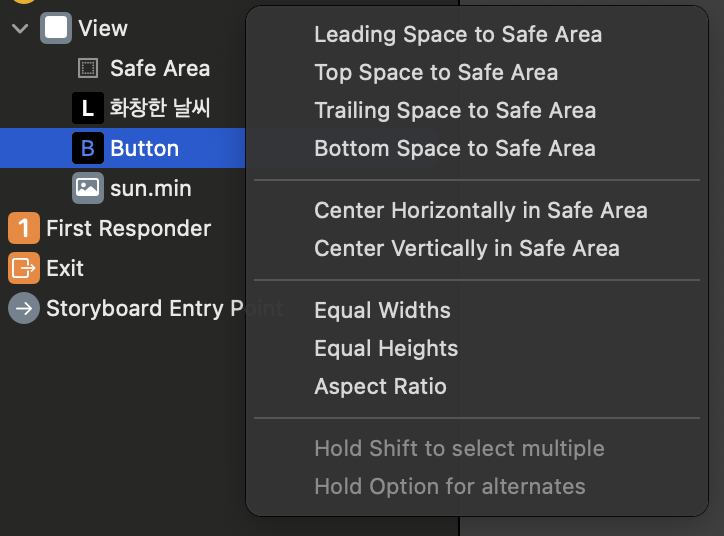 View
Safe Area
L 화창한 날씨
B Button
sun.min
1 First Responder
Exit
Storyboard Entry Point
Leading Space to Safe Area
Top Space to Safe Area
Trailing Space to Safe Area
Bottom Space to Safe Area
Center Horizontally in Safe Area
Center Vertically in Safe Area
Equal Widths
Equal Heights
Aspect Ratio
Hold Shift to select multiple
Hold Option for alternates